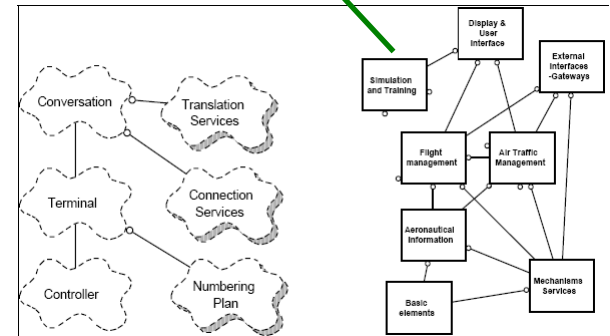 Conversation
Translation
Services
Terminal
Connection
Services
Controller
Numbering
Plan
Display &
User
Interface
External
Interfaces
-Gateways
Simulation
and Training
Flight
management
Air Traffic
Management
Aeronautical
Information
Mechanisms
Services
Basic
elements